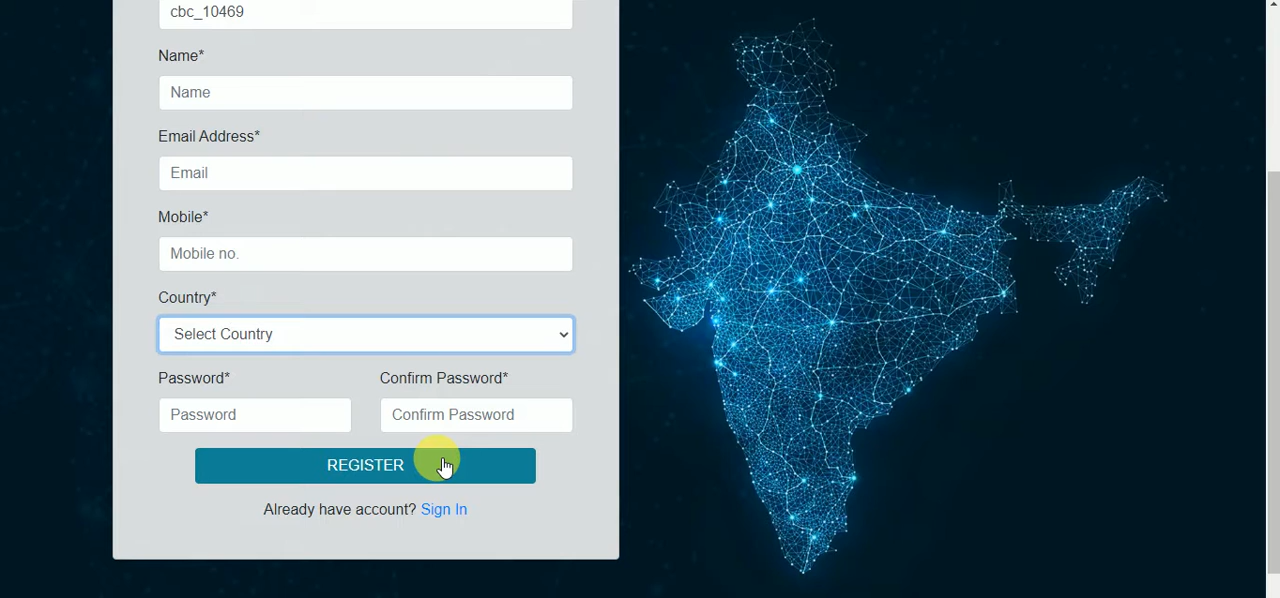 cbc_10469
Name*
Name
Email Address*
Email
Mobile*
Mobile no.
Country*
Select Country
Password* Confirm Password*
Password Confirm Password
REGISTER
Already have account? Sign In